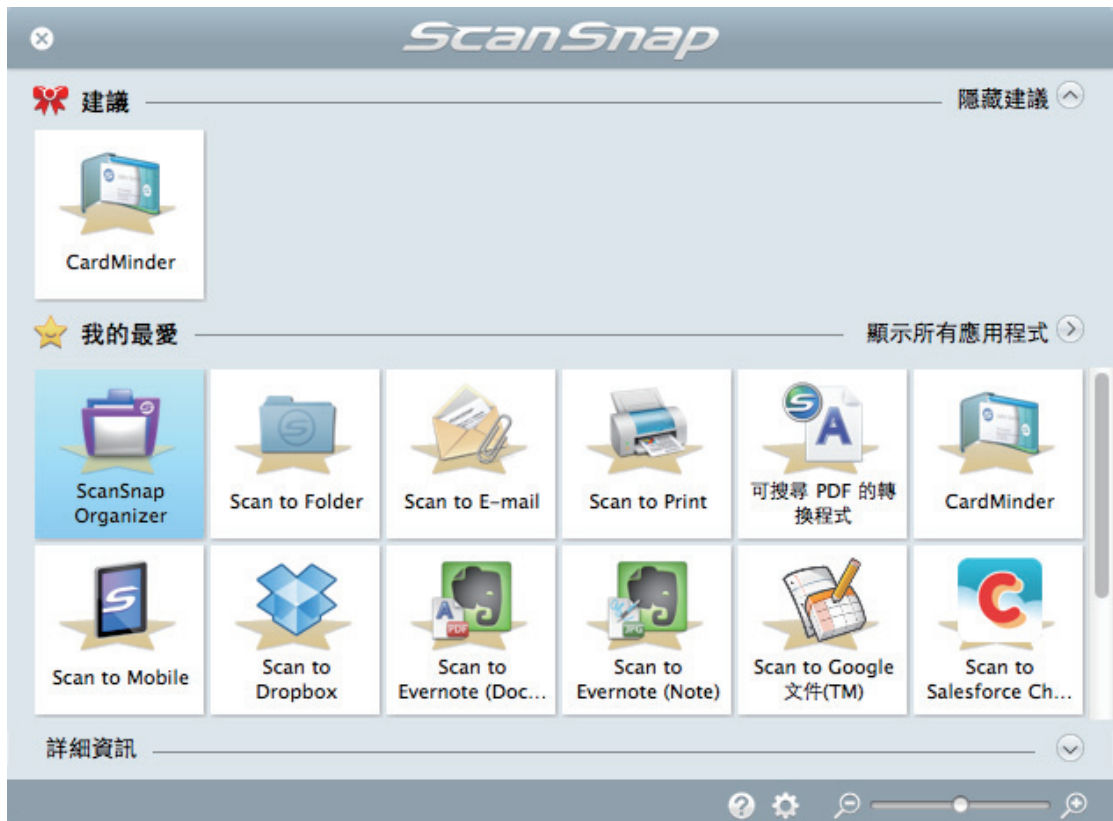 ScanSnap
建議
隱藏建議
CardMinder
我的最愛
顯示所有應用程式
ScanSnap
Organizer
Scan to Folder
Scan to E-mail
Scan to Print
可搜尋 PDF 的轉
換程式
CardMinder
Scan to Mobile
Scan to
Dropbox
Scan to
Evernote (Doc...
Scan to
Evernote (Note)
Scan to Google
文件(TM)
Scan to
Salesforce Ch...
詳細資訊